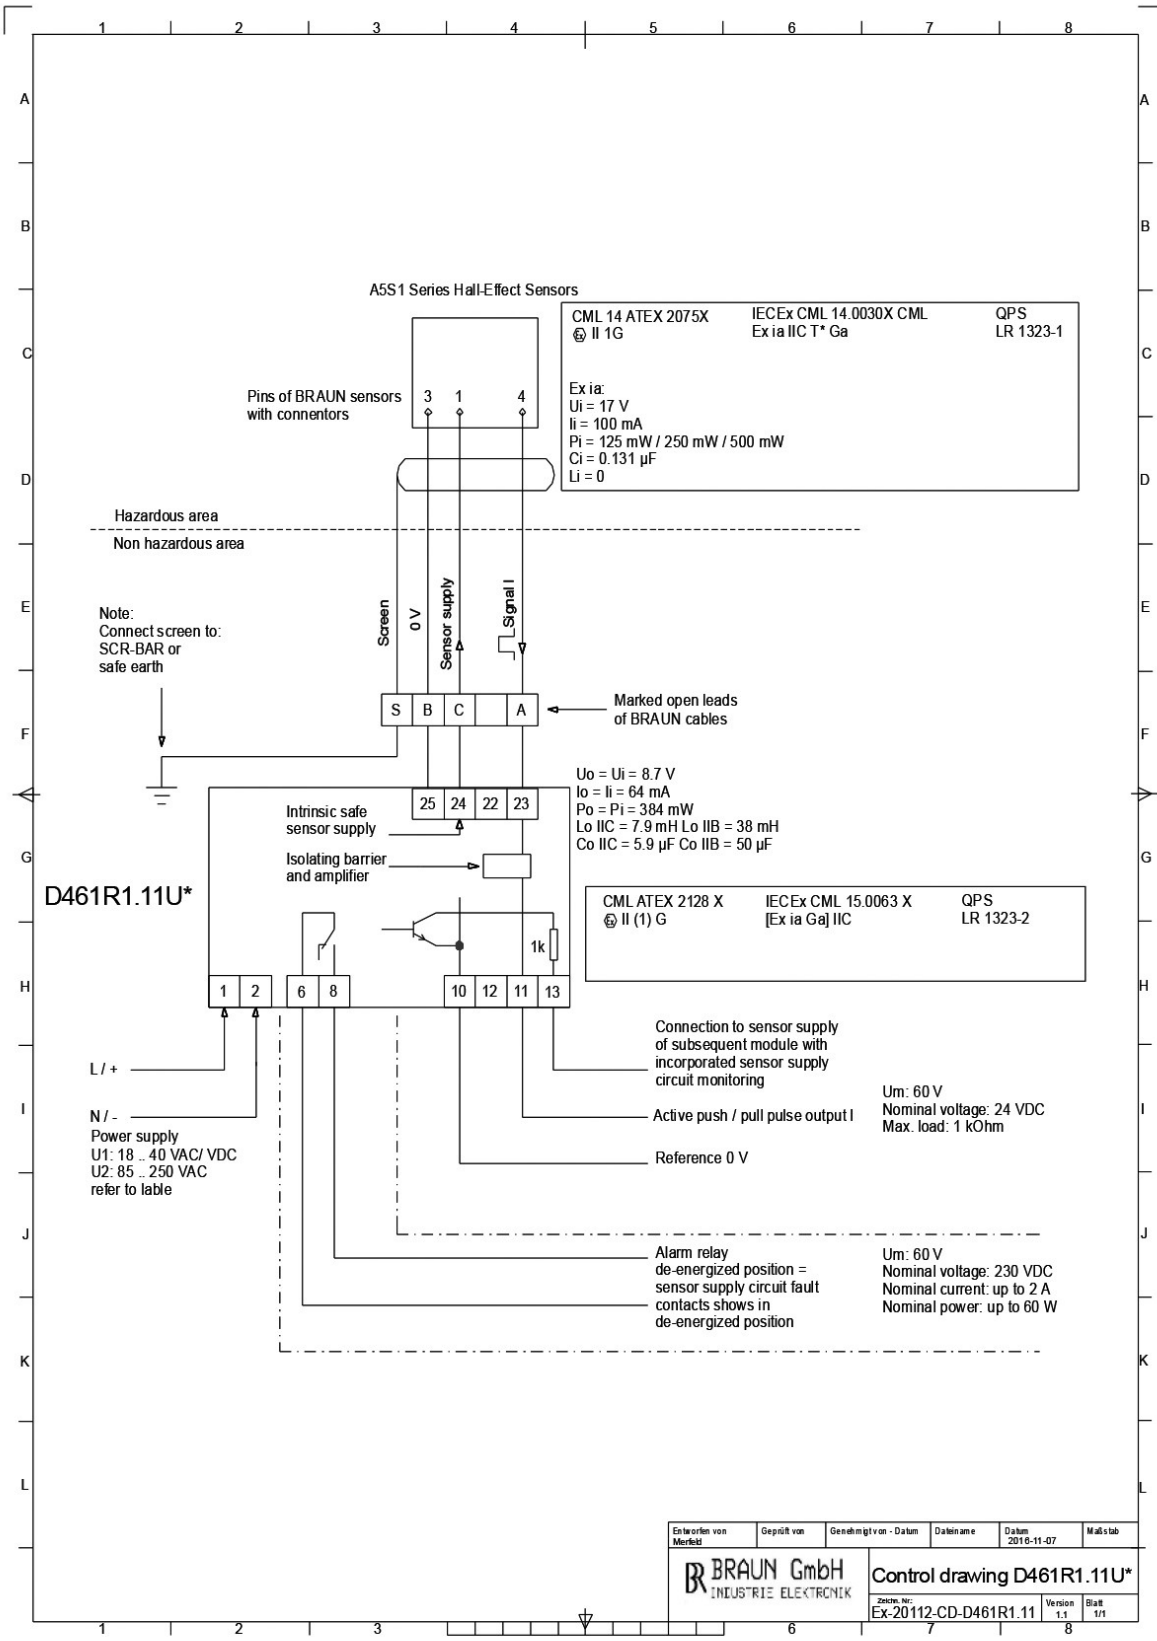 1 2 3 4 5 6 7 8
A A
B B
A5S1 Series Hall-Effect Sensors
CML 14 ATEX 2075X IECEx CML 14.0030X CML QPS
Ex II 1G Ex ia IIC T* Ga LR 1323-1
C C
Pins of BRAUN sensors
with connentors
3 1 4
Ex ia:
Ui = 17 V
Ii = 100 mA
Pi = 125 mW / 250 mW / 500 mW
Ci = 0.131 µF
Li = 0
D D
Hazardous area
Non hazardous area
E E
Note:
Connect screen to:
SCR-BAR or
safe earth
Screen
0 V
Sensor supply
Signal I
S B C A
Marked open leads
of BRAUN cables
F F
Uo = Ui = 8.7 V
Io = Ii = 64 mA
Po = Pi = 384 mW
Lo IIC = 7.9 mH Lo IIB = 38 mH
Co IIC = 5.9 µF Co IIB = 50 µF
25 24 22 23
Intrinsic safe
sensor supply
Isolating barrier
and amplifier
G G
D461R1.11U*
CML ATEX 2128 X IECEx CML 15.0063 X QPS
Ex II (1) G [Ex ia Ga] IIC LR 1323-2
1k
H H
1 2 6 8 10 12 11 13
Connection to sensor supply
of subsequent module with
incorporated sensor supply
circuit monitoring
L / +
N / -
Power supply
U1: 18 .. 40 VAC/ VDC
U2: 85 .. 250 VAC
refer to lable
I I
Active push / pull pulse output I
Um: 60 V
Nominal voltage: 24 VDC
Max. load: 1 kOhm
Reference 0 V
J J
Alarm relay
de-energized position =
sensor supply circuit fault
contacts shows in
de-energized position
Um: 60 V
Nominal voltage: 230 VDC
Nominal current: up to 2 A
Nominal power: up to 60 W
K K
L L
Entworfen von Geprüft von Genehmigt von - Datum Dateiname Datum Maßstab
Merfeld 2016-11-07
BR BRAUN GmbH
INDUSTRIE ELEKTRONIK
Control drawing D461R1.11U*
Zeichn. Nr.: Version Blatt
Ex-20112-CD-D461R1.11 1.1 1/1
1 2 3 6 7 8